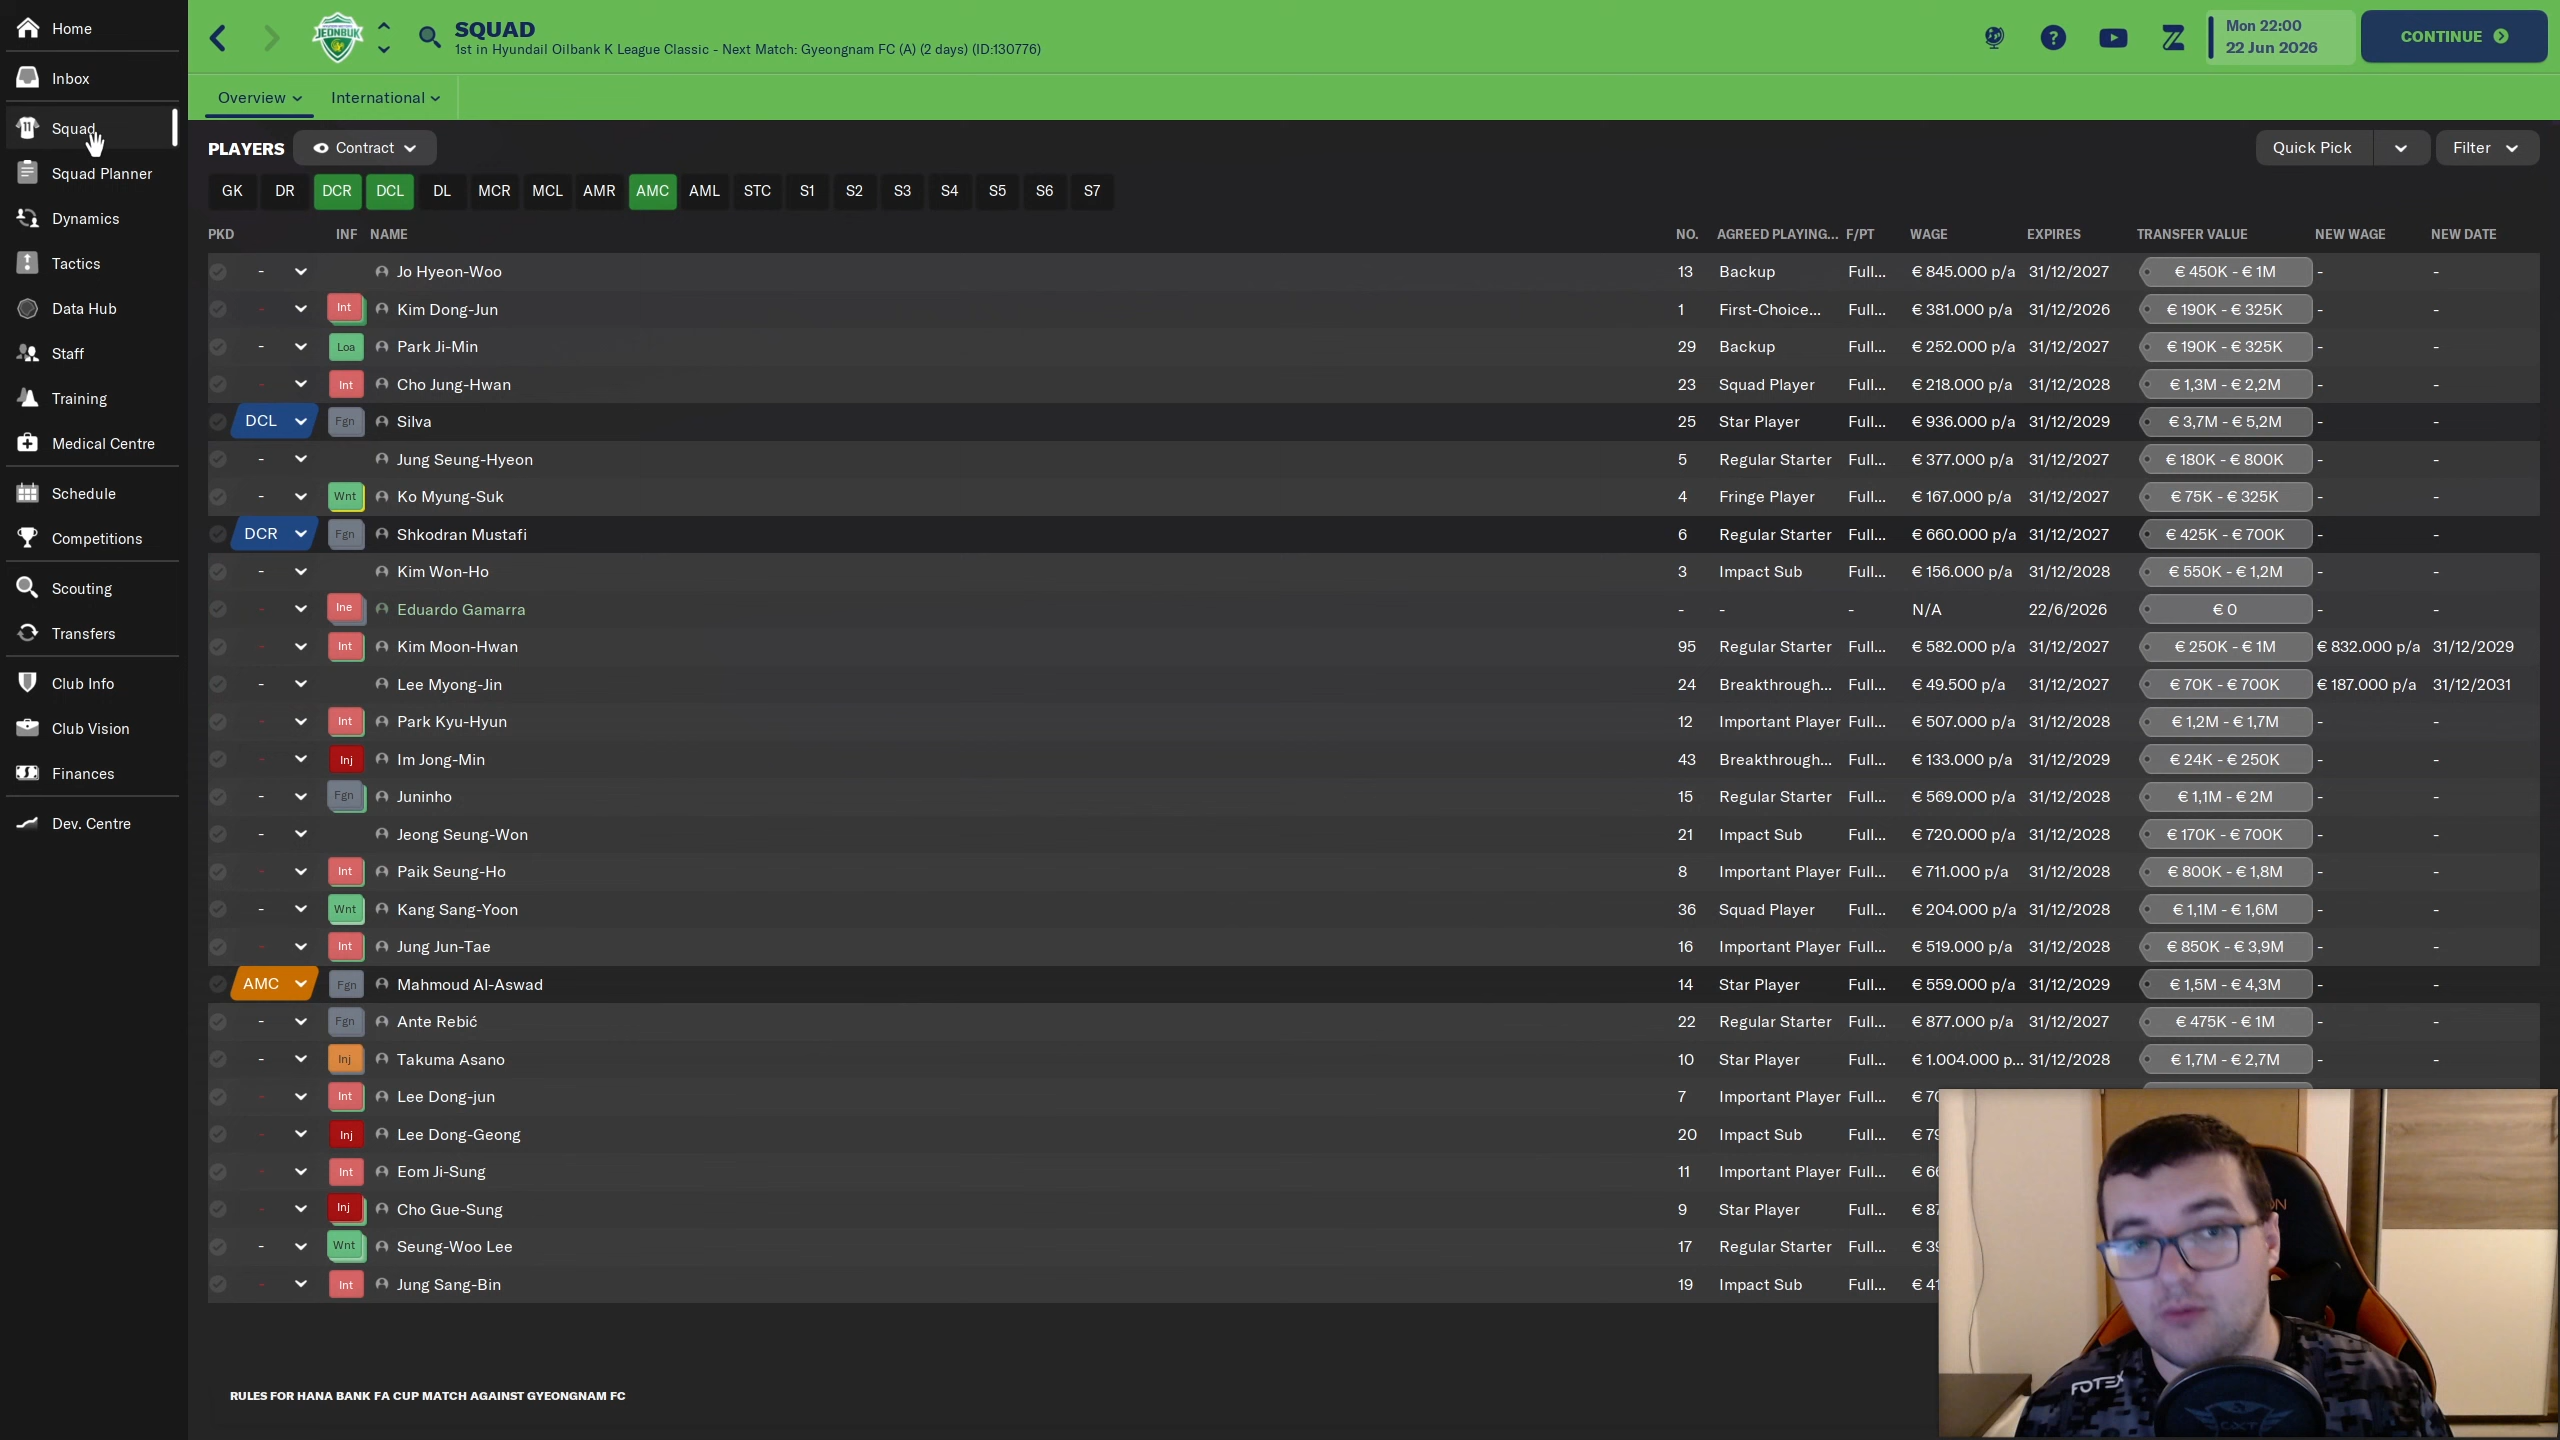 Home
Inbox
Squad
Squad Planner
Dynamics
Tactics
Data Hub
Staff
Training
Medical Centre
Schedule
Competitions
Scouting
Transfers
Club Info
Club Vision
Finances
Dev. Centre
JEONBUK
SQUAD
1st in Hyundail Oilbank K League Classic - Next Match: Gyeongnam FC (A) (2 days) (ID:130776)
Mon 22:00
22 Jun 2026
CONTINUE
Overview International
PLAYERS Contract Quick Pick Filter
GK DR DCR DCL DL MCR MCL AMR AMC AML STC S1 S2 S3 S4 S5 S6 S7
PKD INF NAME NO. AGREED PLAYING... F/PT WAGE EXPIRES TRANSFER VALUE NEW WAGE NEW DATE
- Jo Hyeon-Woo 13 Backup Full... € 845.000 p/a 31/12/2027 € 450K - € 1M - -
- Int Kim Dong-Jun 1 First-Choice... Full... € 381.000 p/a 31/12/2026 € 190K - € 325K - -
- Loa Park Ji-Min 29 Backup Full... € 252.000 p/a 31/12/2027 € 190K - € 325K - -
- Int Cho Jung-Hwan 23 Squad Player Full... € 218.000 p/a 31/12/2028 € 1,3M - € 2,2M - -
DCL Fgn Silva 25 Star Player Full... € 936.000 p/a 31/12/2029 € 3,7M - € 5,2M - -
- Jung Seung-Hyeon 5 Regular Starter Full... € 377.000 p/a 31/12/2027 € 180K - € 800K - -
- Wnt Ko Myung-Suk 4 Fringe Player Full... € 167.000 p/a 31/12/2027 € 75K - € 325K - -
DCR Fgn Shkodran Mustafi 6 Regular Starter Full... € 660.000 p/a 31/12/2027 € 425K - € 700K - -
- Kim Won-Ho 3 Impact Sub Full... € 156.000 p/a 31/12/2028 € 550K - € 1,2M - -
- Ine Eduardo Gamarra - - - N/A 22/6/2026 € 0 - -
- Int Kim Moon-Hwan 95 Regular Starter Full... € 582.000 p/a 31/12/2027 € 250K - € 1M € 832.000 p/a 31/12/2029
- Lee Myong-Jin 24 Breakthrough... Full... € 49.500 p/a 31/12/2027 € 70K - € 700K € 187.000 p/a 31/12/2031
- Int Park Kyu-Hyun 12 Important Player Full... € 507.000 p/a 31/12/2028 € 1,2M - € 1,7M - -
- Inj Im Jong-Min 43 Breakthrough... Full... € 133.000 p/a 31/12/2029 € 24K - € 250K - -
- Fgn Juninho 15 Regular Starter Full... € 569.000 p/a 31/12/2028 € 1,1M - € 2M - -
- Jeong Seung-Won 21 Impact Sub Full... € 720.000 p/a 31/12/2028 € 170K - € 700K - -
- Int Paik Seung-Ho 8 Important Player Full... € 711.000 p/a 31/12/2028 € 800K - € 1,8M - -
- Wnt Kang Sang-Yoon 36 Squad Player Full... € 204.000 p/a 31/12/2028 € 1,1M - € 1,6M - -
- Int Jung Jun-Tae 16 Important Player Full... € 519.000 p/a 31/12/2028 € 850K - € 3,9M - -
AMC Fgn Mahmoud Al-Aswad 14 Star Player Full... € 559.000 p/a 31/12/2029 € 1,5M - € 4,3M - -
- Fgn Ante Rebić 22 Regular Starter Full... € 877.000 p/a 31/12/2027 € 475K - € 1M - -
- Inj Takuma Asano 10 Star Player Full... € 1.004.000 p... 31/12/2028 € 1,7M - € 2,7M - -
- Int Lee Dong-jun 7 Important Player Full... € 70
- Inj Lee Dong-Geong 20 Impact Sub Full... € 79
- Int Eom Ji-Sung 11 Important Player Full... € 66
- Inj Cho Gue-Sung 9 Star Player Full... € 87
- Wnt Seung-Woo Lee 17 Regular Starter Full... € 39
- Int Jung Sang-Bin 19 Impact Sub Full... € 41
RULES FOR HANA BANK FA CUP MATCH AGAINST GYEONGNAM FC
FOTEX